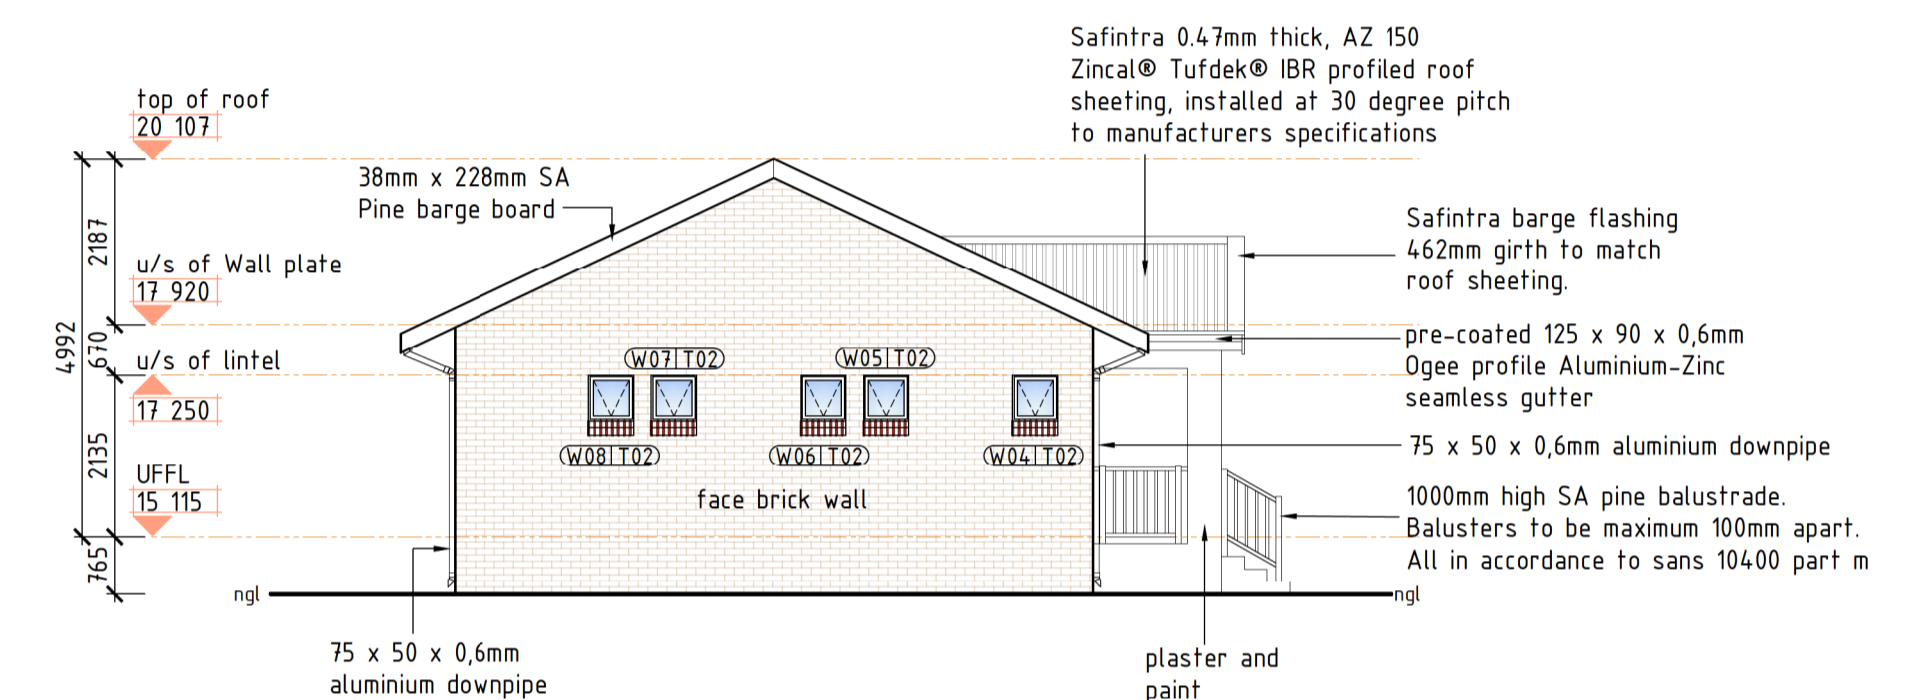 Safintra 0.47mm thick, AZ 150
Zincal® Tufdek® IBR profiled roof
sheeting, installed at 30 degree pitch
to manufacturers specifications
top of roof
20 107
38mm x 228mm SA
Pine barge board
Safintra barge flashing
462mm girth to match
roof sheeting.
2187
u/s of Wall plate
17 920
4992
670
u/s of lintel
17 250
pre-coated 125 x 90 x 0,6mm
Ogee profile Aluminium-Zinc
seamless gutter
W07 T02
W05 T02
W08 T02
W06 T02
W04 T02
75 x 50 x 0,6mm aluminium downpipe
2135
UFFL
15 115
face brick wall
1000mm high SA pine balustrade.
Balusters to be maximum 100mm apart.
All in accordance to sans 10400 part m
765
ngl
ngl
75 x 50 x 0,6mm
aluminium downpipe
plaster and
paint